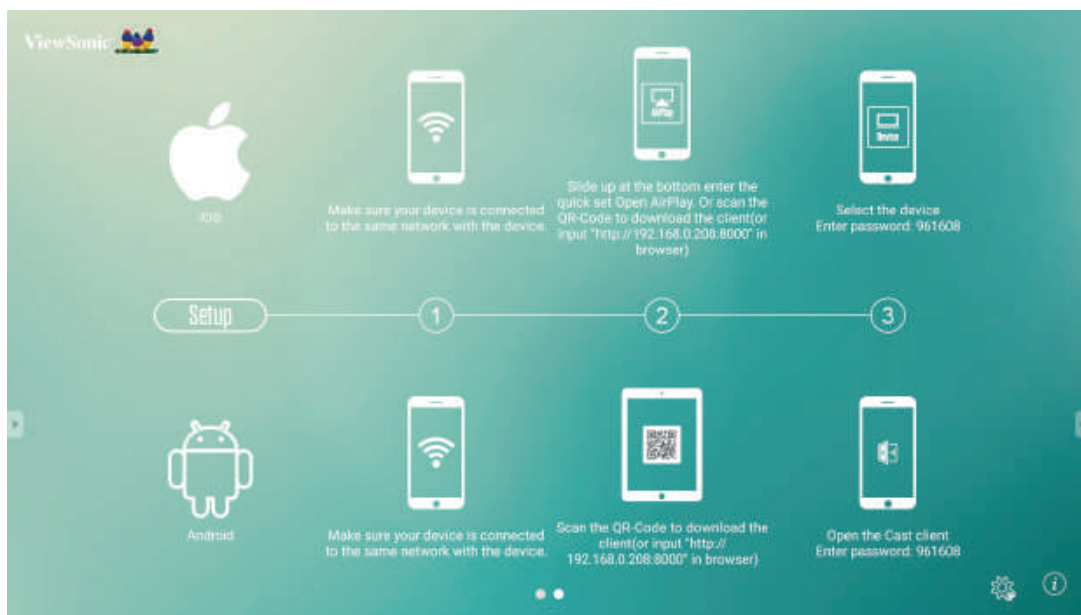 ViewSonic
AirPlay
Device
iOS
Make sure your device is connected
to the same network with the device.
Slide up at the bottom enter the
quick set Open AirPlay. Or scan the
QR-Code to download the client(or
input "http://192.168.0.208:8000" in
browser)
Select the device
Enter password: 961608
Setup
1
2
3
Android
Make sure your device is connected
to the same network with the device.
Scan the QR-Code to download the
client(or input "http://
192.168.0.208:8000" in browser)
Open the Cast client
Enter password: 961608
i